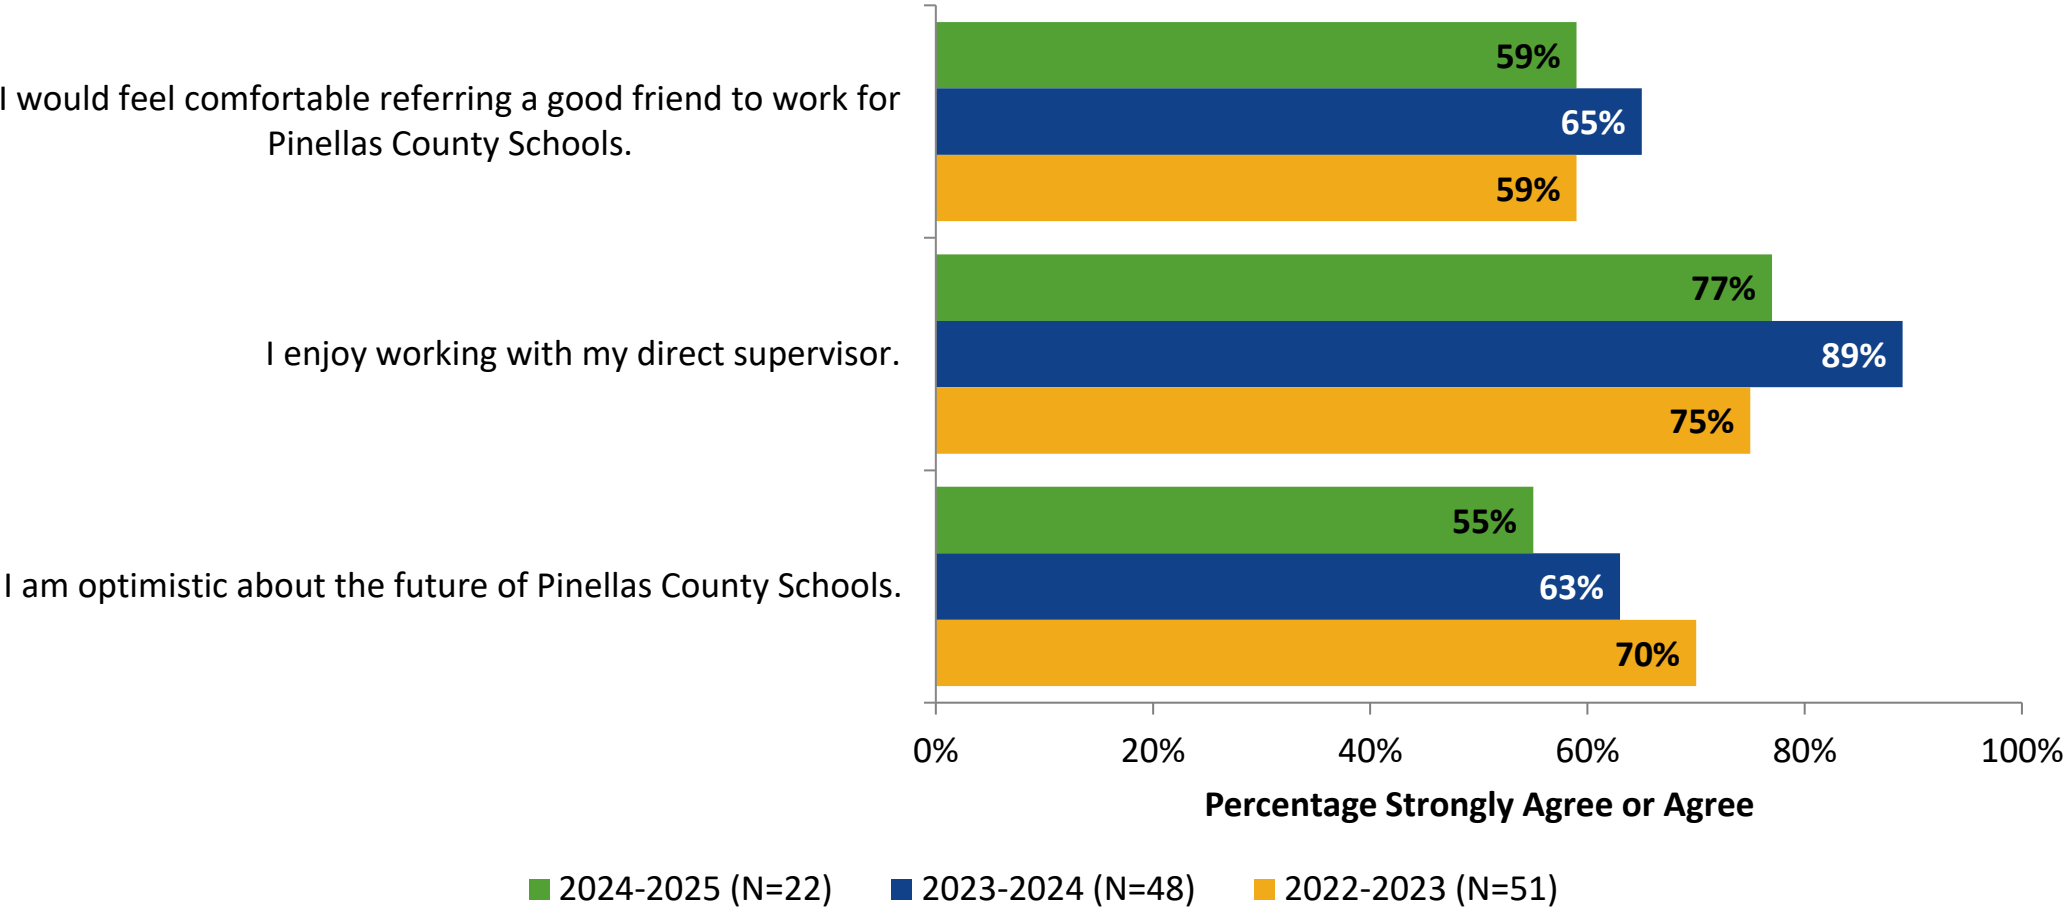 59%
I would feel comfortable referring a good friend to work for
Pinellas County Schools.
65%
59%
77%
I enjoy working with my direct supervisor.
89%
75%
55%
I am optimistic about the future of Pinellas County Schools.
63%
70%
0% 20% 40% 60% 80% 100%
Percentage Strongly Agree or Agree
2024-2025 (N=22) 2023-2024 (N=48) 2022-2023 (N=51)